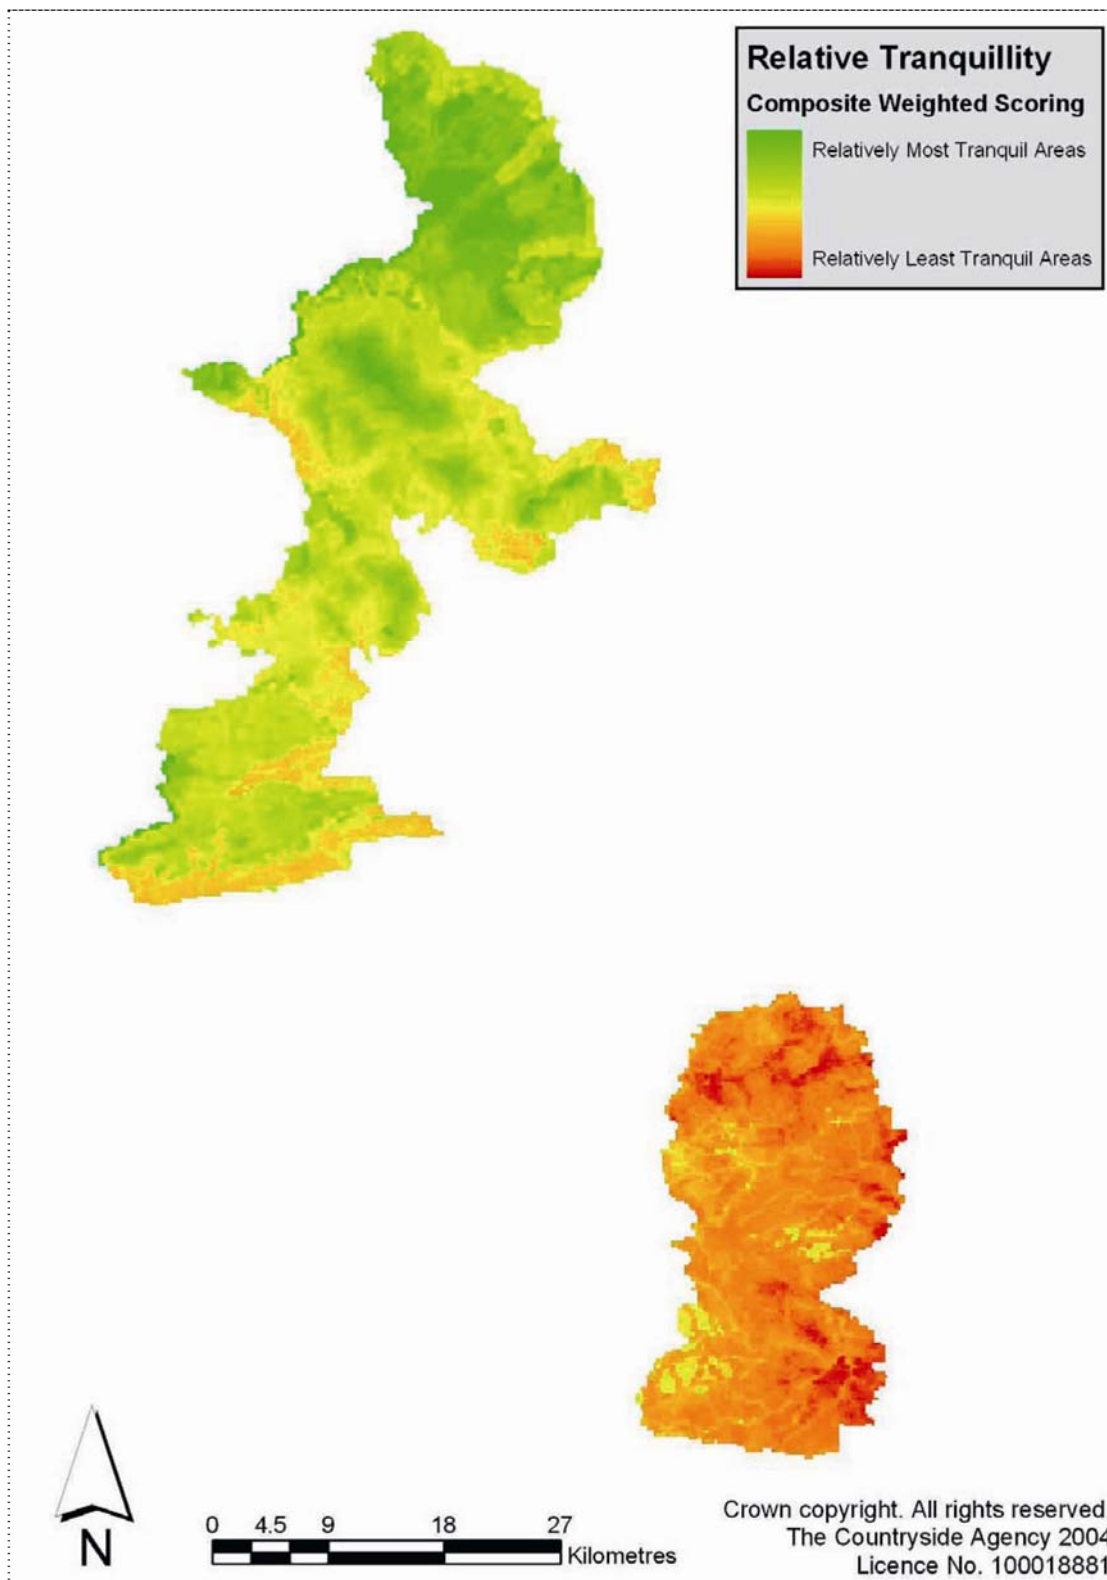 Relative Tranquillity
Composite Weighted Scoring
Relatively Most Tranquil Areas
Relatively Least Tranquil Areas
N
0 4.5 9 18 27
Kilometres
Crown copyright. All rights reserved
The Countryside Agency 2004
Licence No. 100018881